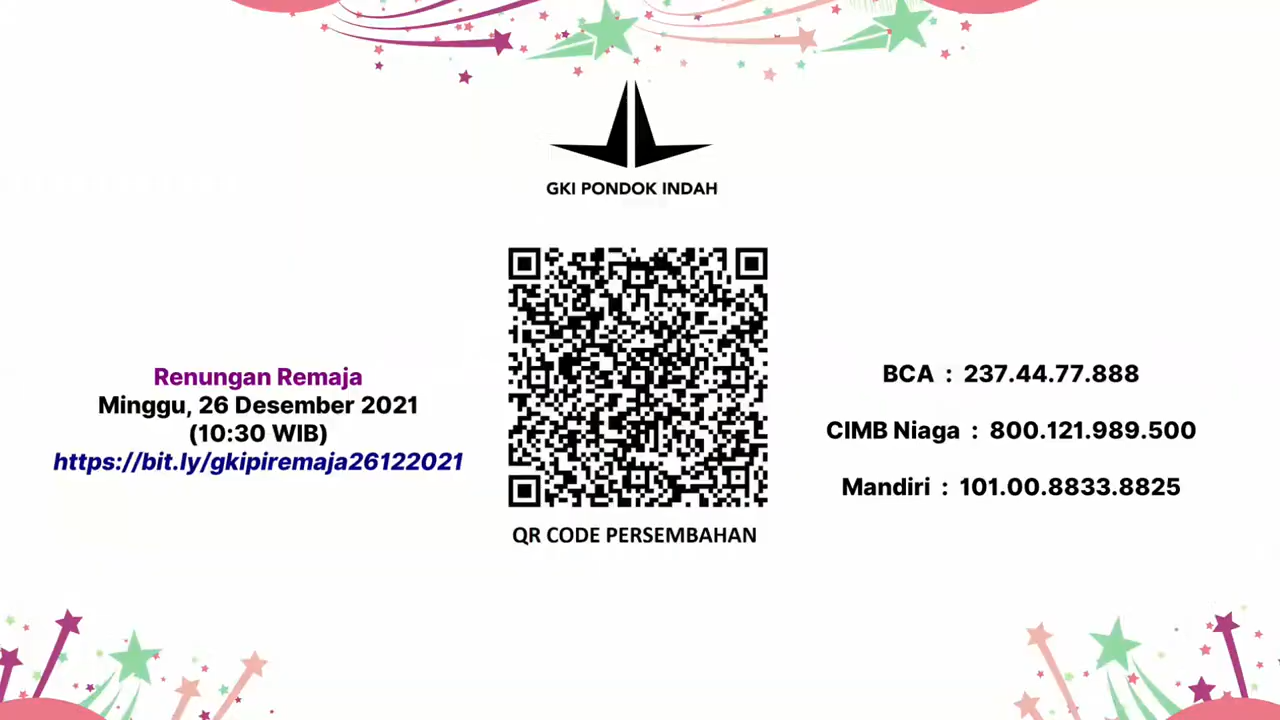 GKI PONDOK INDAH
Renungan Remaja
Minggu, 26 Desember 2021
(10:30 WIB)
https://bit.ly/gkipiremaja26122021
QR CODE PERSEMBAHAN
BCA : 237.44.77.888
CIMB Niaga : 800.121.989.500
Mandiri : 101.00.8833.8825